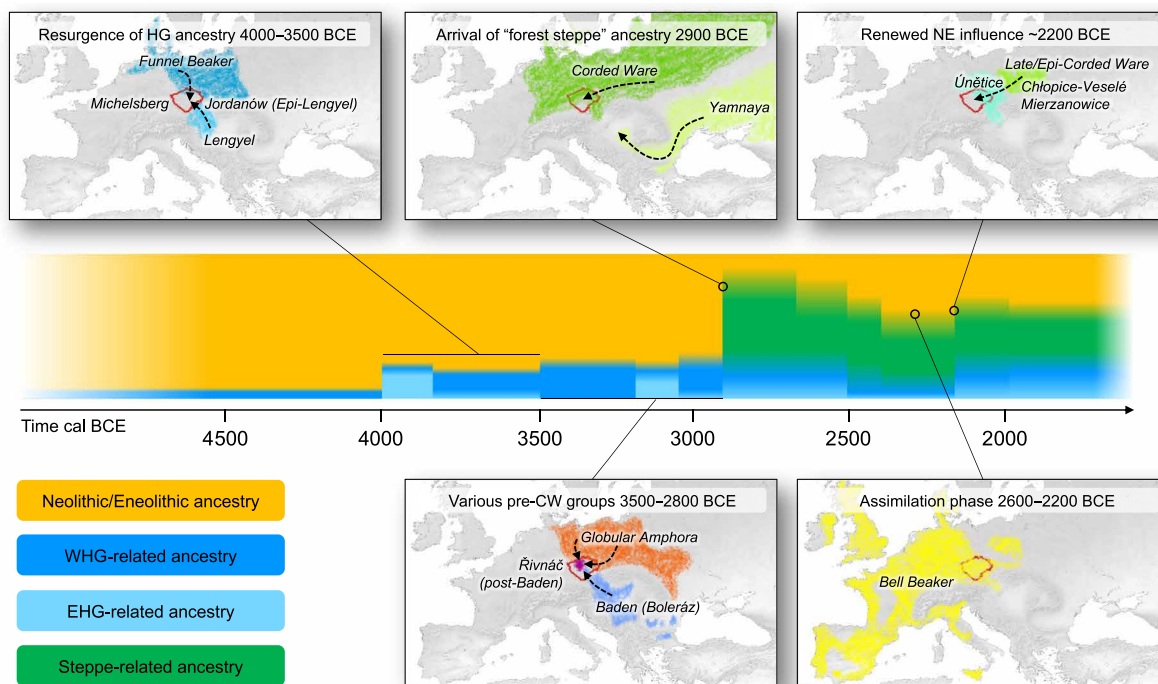 Resurgence of HG ancestry 4000–3500 BCE
Funnel Beaker
Michelsberg
Jordanów (Epi-Lengyel)
Lengyel
Arrival of “forest steppe” ancestry 2900 BCE
Corded Ware
Yamnaya
Renewed NE influence ~2200 BCE
Late/Epi-Corded Ware
Únětice
Chłopice-Veselé
Mierzanowice
Time cal BCE
4500
4000
3500
3000
2500
2000
Neolithic/Eneolithic ancestry
WHG-related ancestry
EHG-related ancestry
Steppe-related ancestry
Various pre-CW groups 3500–2800 BCE
Globular Amphora
Řivnáč
(post-Baden)
Baden (Boleráz)
Assimilation phase 2600–2200 BCE
Bell Beaker